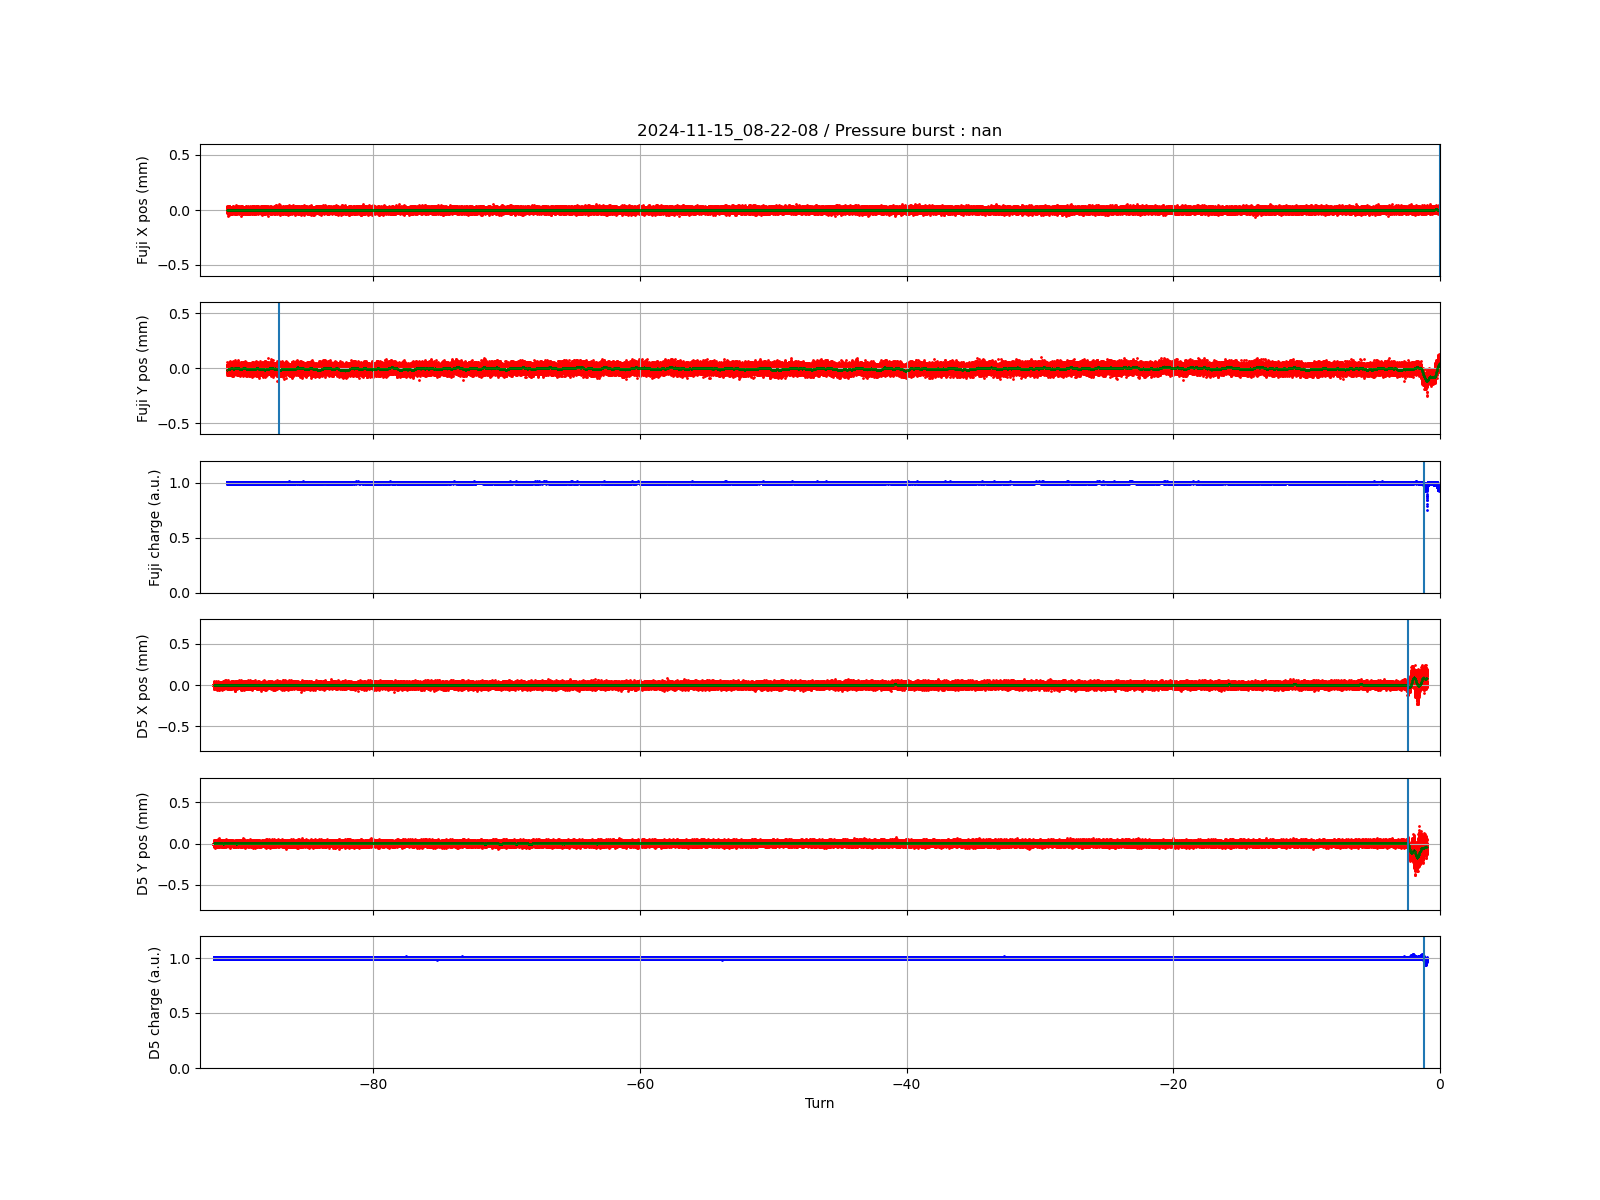 2024-11-15_08-22-08 / Pressure burst : nan
Fuji X pos (mm)
0.5
0.0
−0.5
Fuji Y pos (mm)
0.5
0.0
−0.5
Fuji charge (a.u.)
1.0
0.5
0.0
D5 X pos (mm)
0.5
0.0
−0.5
D5 Y pos (mm)
0.5
0.0
−0.5
D5 charge (a.u.)
1.0
0.5
0.0
−80 −60 −40 −20 0
Turn